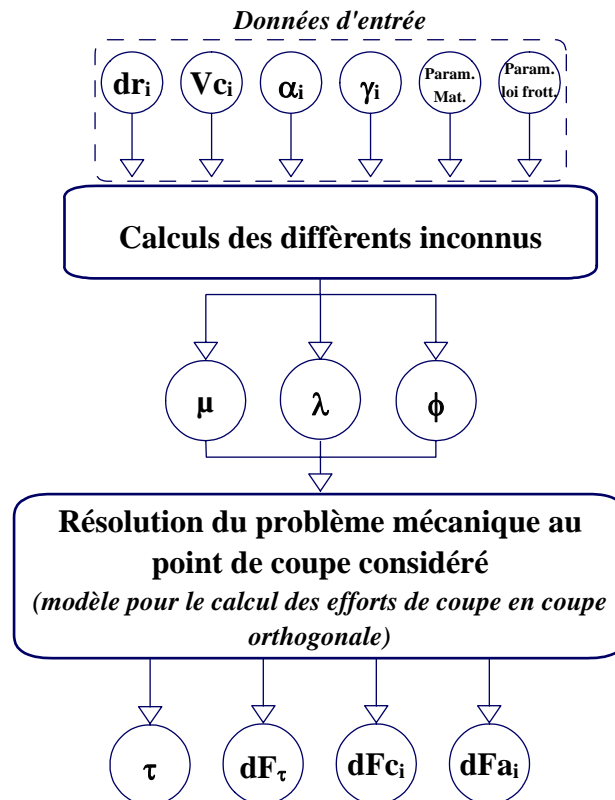 Données d'entrée
dri Vci αi γi Param. Mat. Param. loi frott.
Calculs des diffèrents inconnus
μ λ ϕ
Résolution du problème mécanique au
point de coupe considéré
(modèle pour le calcul des efforts de coupe en coupe
orthogonale)
τ dFτ dFci dFai